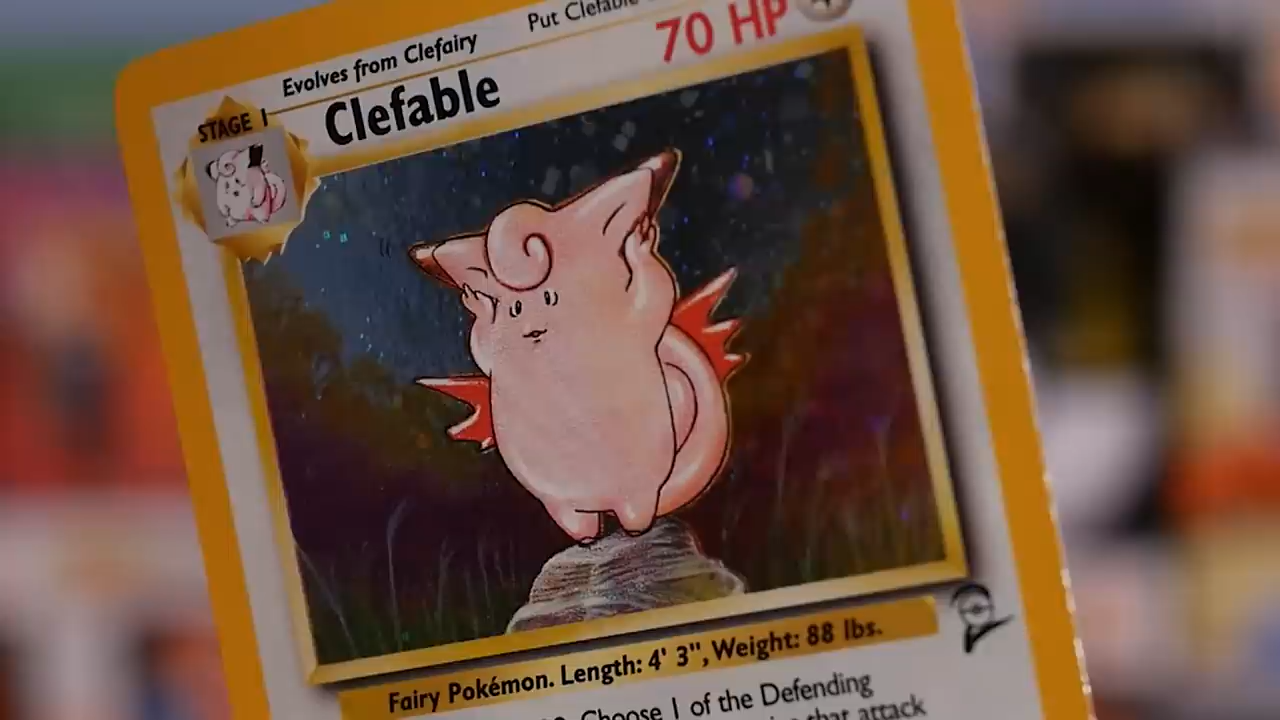 Put Clefable
Evolves from Clefairy
70 HP
STAGE 1
Clefable
Fairy Pokémon. Length: 4' 3", Weight: 88 lbs.
Choose 1 of the Defending
that attack